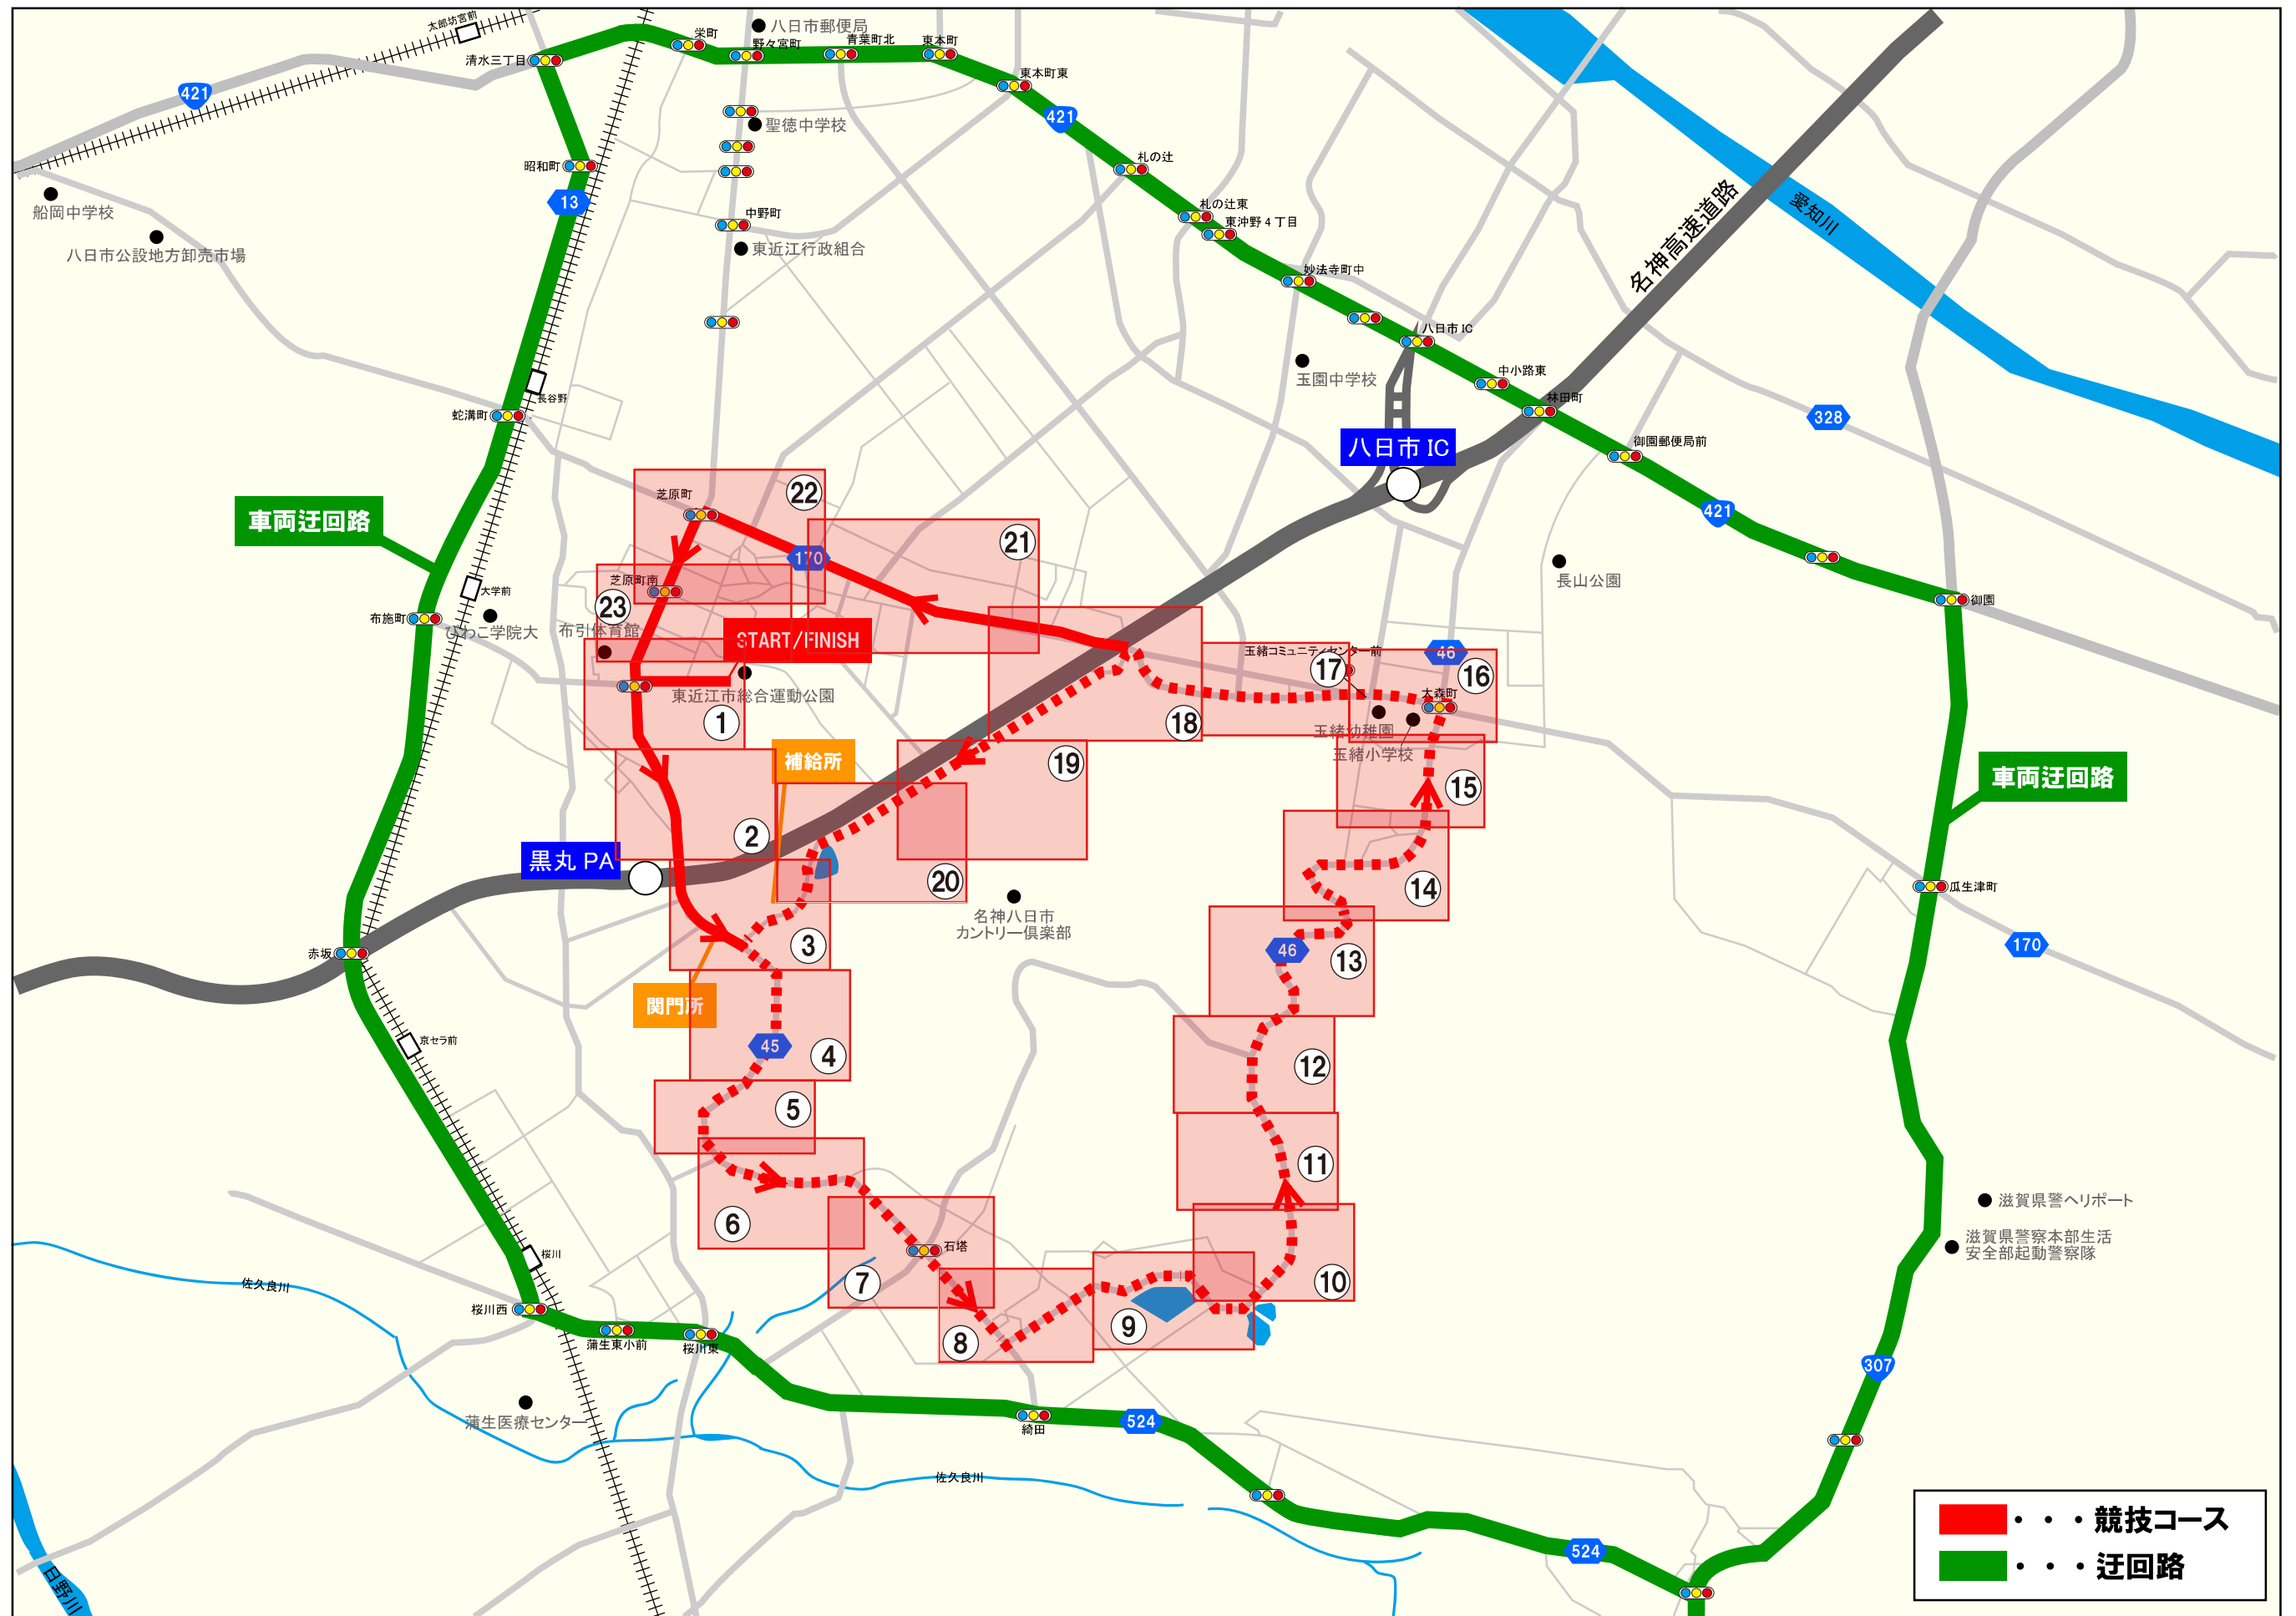 太郎坊宮前
八日市郵便局
栄町
野々宮町
青葉町北
東本町
清水三丁目
東本町東
421
421
聖徳中学校
札の辻
昭和町
13
船岡中学校
八日市公設地方卸売市場
中野町
東近江行政組合
札の辻東
東沖野4丁目
妙法寺町中
名神高速道路
愛知川
八日市IC
玉園中学校
中小路東
林田町
長谷野
蛇溝町
328
御園郵便局前
八日市IC
421
車両迂回路
芝原町
22
21
170
長山公園
芝原町南
23
大学前
布施町
びわこ学院大
布引体育館
START/FINISH
御園
玉緒コミュニティセンター前
46
17
16
東近江市総合運動公園
大森町
1
18
玉緒幼稚園
玉緒小学校
補給所
19
15
車両迂回路
2
黒丸PA
20
14
瓜生津町
名神八日市
カントリー倶楽部
3
赤坂
46
13
170
関門所
45
4
京セラ前
12
5
11
6
滋賀県警ヘリポート
滋賀県警察本部生活
安全部起動警察隊
石塔
桜川
7
10
佐久良川
桜川西
蒲生東小前
桜川東
8
9
307
蒲生医療センター
綺田
524
佐久良川
524
日野川
・・・競技コース
・・・迂回路